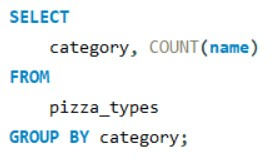 SELECT
category, COUNT(name)
FROM
pizza_types
GROUP BY category;